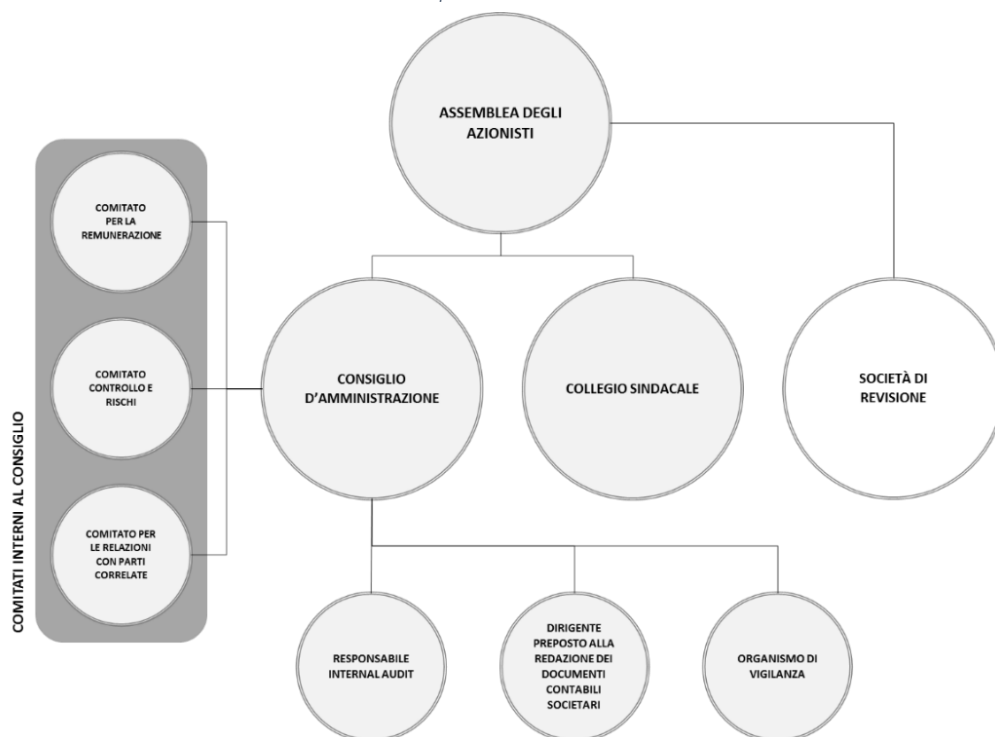 ASSEMBLEA DEGLI
AZIONISTI
COMITATO
PER LA
REMUNERAZIONE
COMITATO
CONTROLLO E
RISCHI
COMITATO PER
LE RELAZIONI
CON PARTI
CORRELATE
COMITATI INTERNI AL CONSIGLIO
CONSIGLIO
D’AMMINISTRAZIONE
COLLEGIO SINDACALE
SOCIETÀ DI
REVISIONE
RESPONSABILE
INTERNAL AUDIT
DIRIGENTE
PREPOSTO ALLA
REDAZIONE DEI
DOCUMENTI
CONTABILI
SOCIETARI
ORGANISMO DI
VIGILANZA